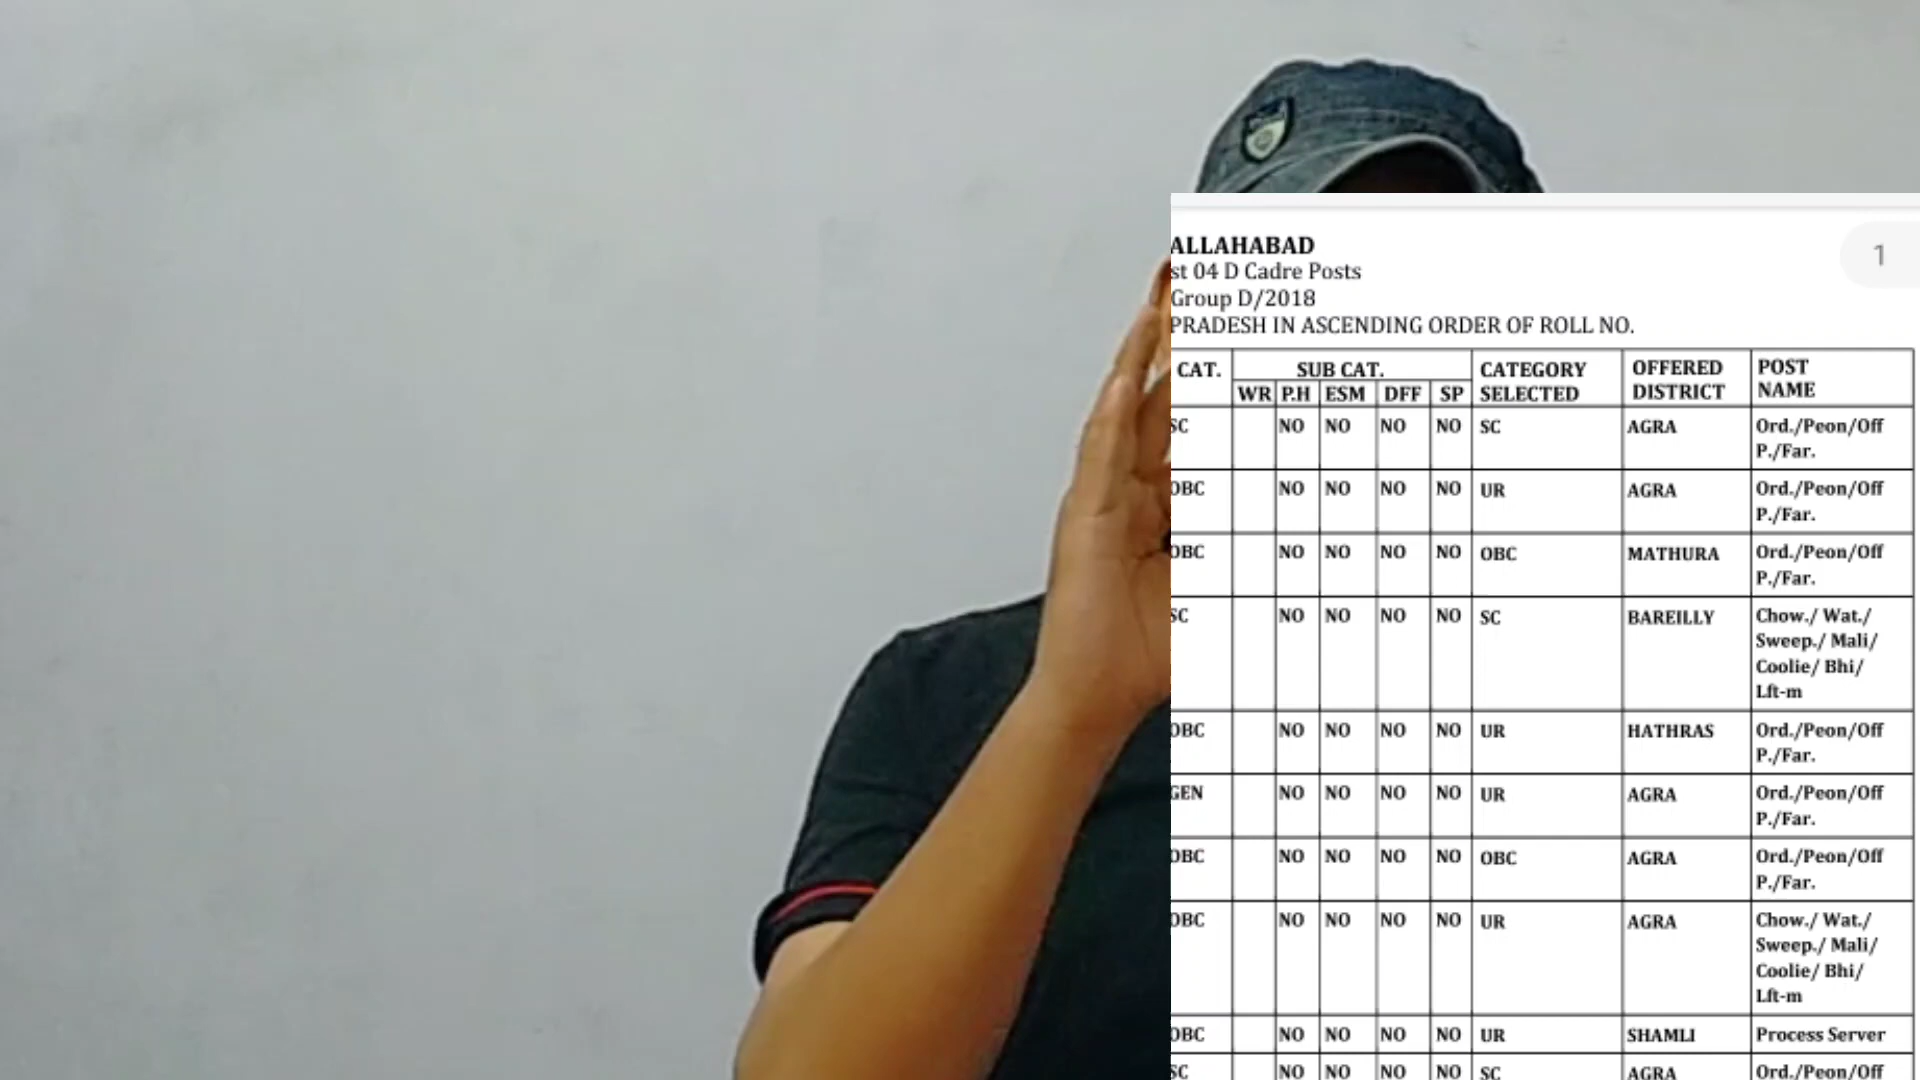 1
ALLAHABAD
st 04 D Cadre Posts
Group D/2018
PRADESH IN ASCENDING ORDER OF ROLL NO.
CAT. SUB CAT. CATEGORY SELECTED OFFERED DISTRICT POST NAME
WR P.H ESM DFF SP
SC NO NO NO NO SC AGRA Ord./Peon/Off
P./Far.
OBC NO NO NO NO UR AGRA Ord./Peon/Off
P./Far.
OBC NO NO NO NO OBC MATHURA Ord./Peon/Off
P./Far.
SC NO NO NO NO SC BAREILLY Chow./ Wat./
Sweep./ Mali/
Coolie/ Bhi/
Lft-m
OBC NO NO NO NO UR HATHRAS Ord./Peon/Off
P./Far.
GEN NO NO NO NO UR AGRA Ord./Peon/Off
P./Far.
OBC NO NO NO NO OBC AGRA Ord./Peon/Off
P./Far.
OBC NO NO NO NO UR AGRA Chow./ Wat./
Sweep./ Mali/
Coolie/ Bhi/
Lft-m
OBC NO NO NO NO UR SHAMLI Process Server
SC NO NO NO NO SC AGRA Ord./Peon/Off